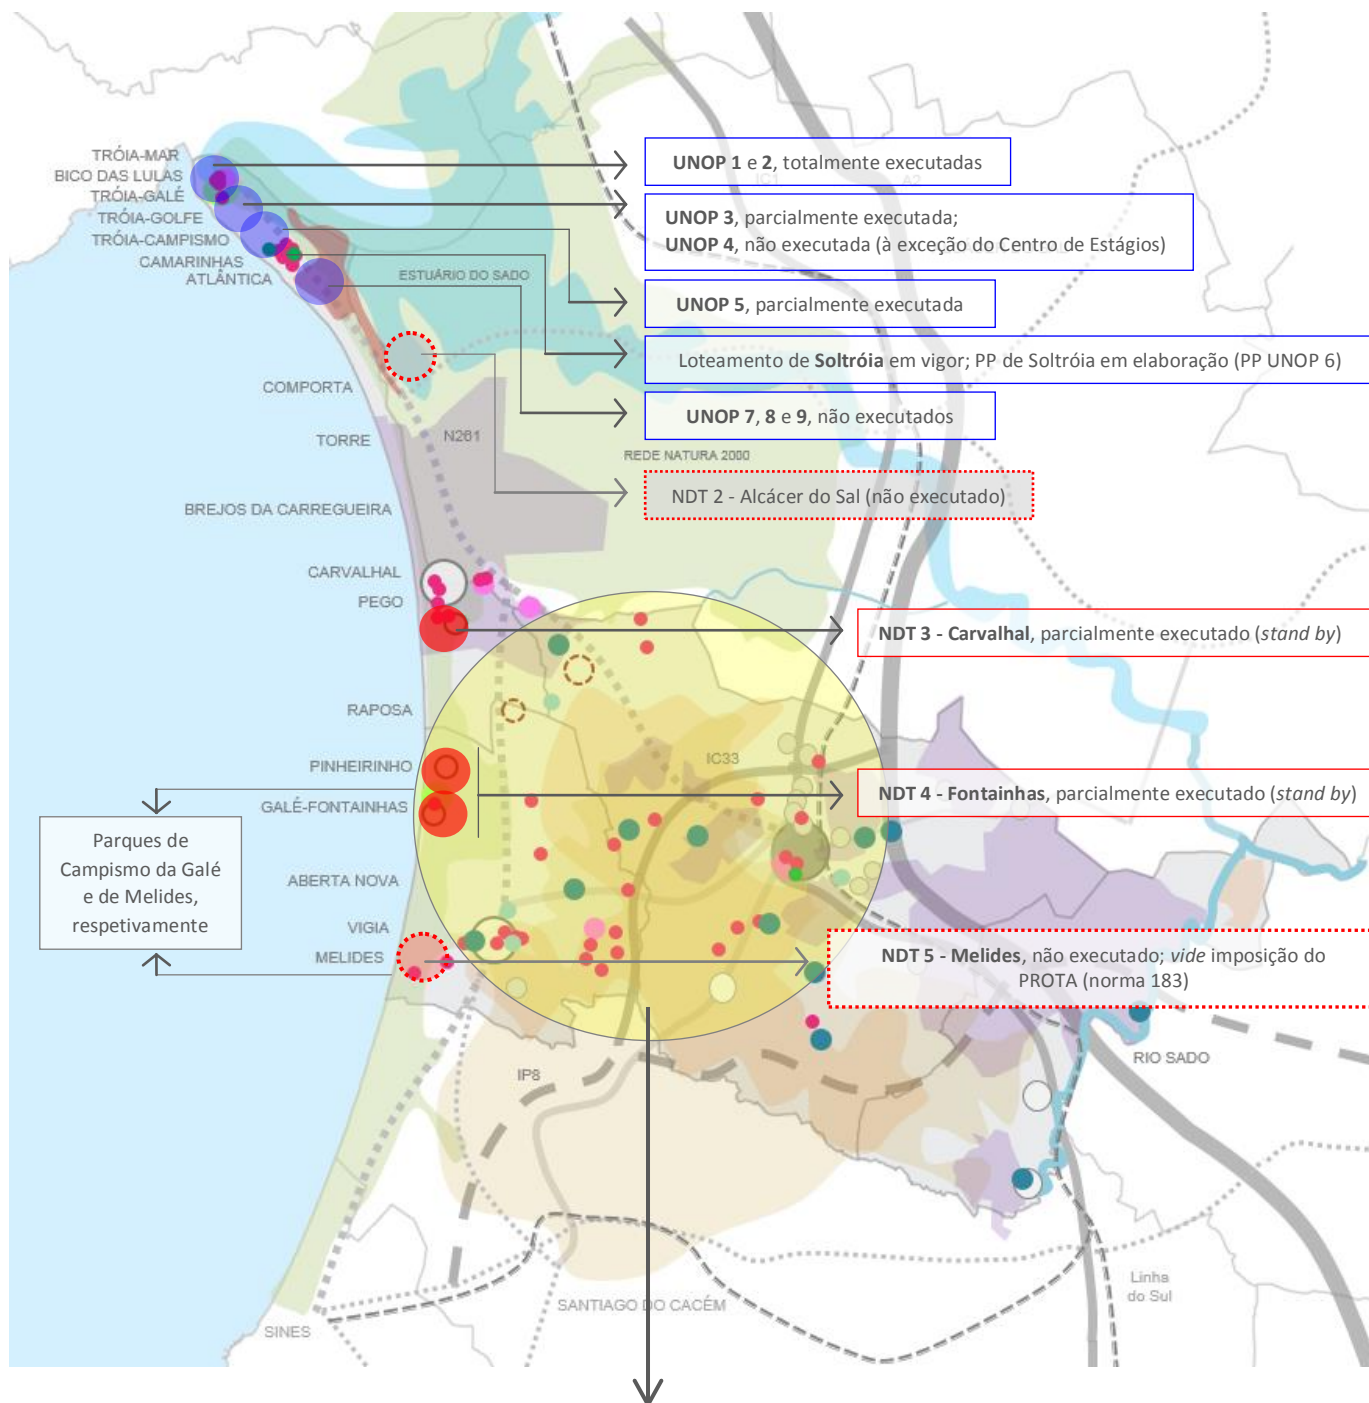 TRÓIA-MAR
BICO DAS LULAS
TRÓIA-GALÉ
TRÓIA-GOLFE
TRÓIA-CAMPISMO
CAMARINHAS
ATLÂNTICA
ESTUÁRIO DO SADO
IC1
A2
UNOP 1 e 2, totalmente executadas
UNOP 3, parcialmente executada;
UNOP 4, não executada (à exceção do Centro de Estágios)
UNOP 5, parcialmente executada
Loteamento de Soltróia em vigor; PP de Soltróia em elaboração (PP UNOP 6)
UNOP 7, 8 e 9, não executados
COMPORTA
TORRE
N261
REDE NATURA 2000
NDT 2 - Alcácer do Sal (não executado)
BREJOS DA CARREGUEIRA
CARVALHAL
PEGO
NDT 3 - Carvalhal, parcialmente executado (stand by)
RAPOSA
PINHEIRINHO
IC33
GALÉ-FONTAINHAS
NDT 4 - Fontainhas, parcialmente executado (stand by)
Parques de
Campismo da Galé
e de Melides,
respetivamente
ABERTA NOVA
VIGIA
MELIDES
NDT 5 - Melides, não executado; vide imposição do
PROTA (norma 183)
RIO SADO
IP8
Linha
do Sul
SANTIAGO DO CACÉM
SINES